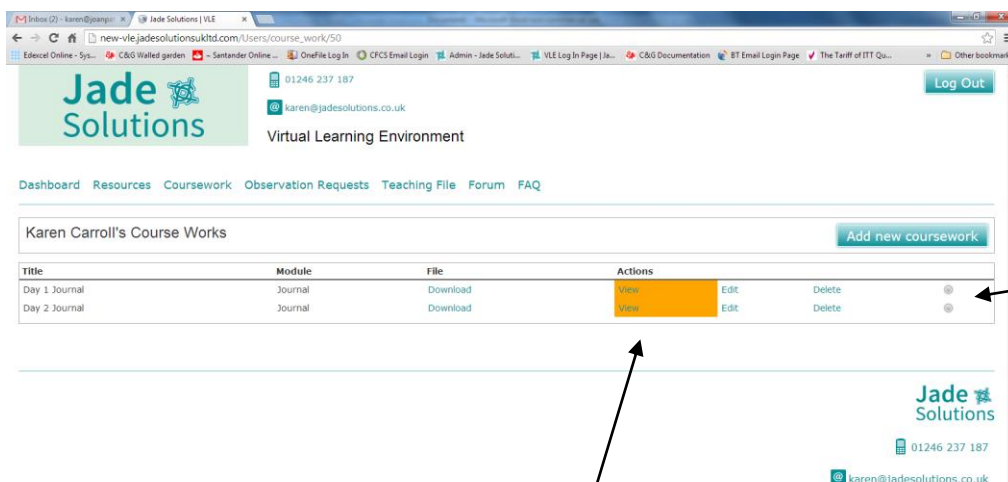 Inbox (2) - karen@jeanpa
Jade Solutions | VLE
new-vle.jadesolutionsukltd.com/Users/course_work/50
Edexcel Online - Sys...
C&G Walled garden
~ Santander Online ...
OneFile Log In
CFCS Email Login
Admin - Jade Soluti...
VLE Log In Page | Ja...
C&G Documentation
BT Email Login Page
The Tariff of ITT Qu...
»
Other bookmark
Jade Solutions
01246 237 187
karen@jadesolutions.co.uk
Virtual Learning Environment
Log Out
Dashboard Resources Coursework Observation Requests Teaching File Forum FAQ
Karen Carroll's Course Works
Add new coursework
Title Module File Actions
Day 1 Journal Journal Download View Edit Delete
Day 2 Journal Journal Download View Edit Delete
Jade
Solutions
01246 237 187
karen@jadesolutions.co.uk